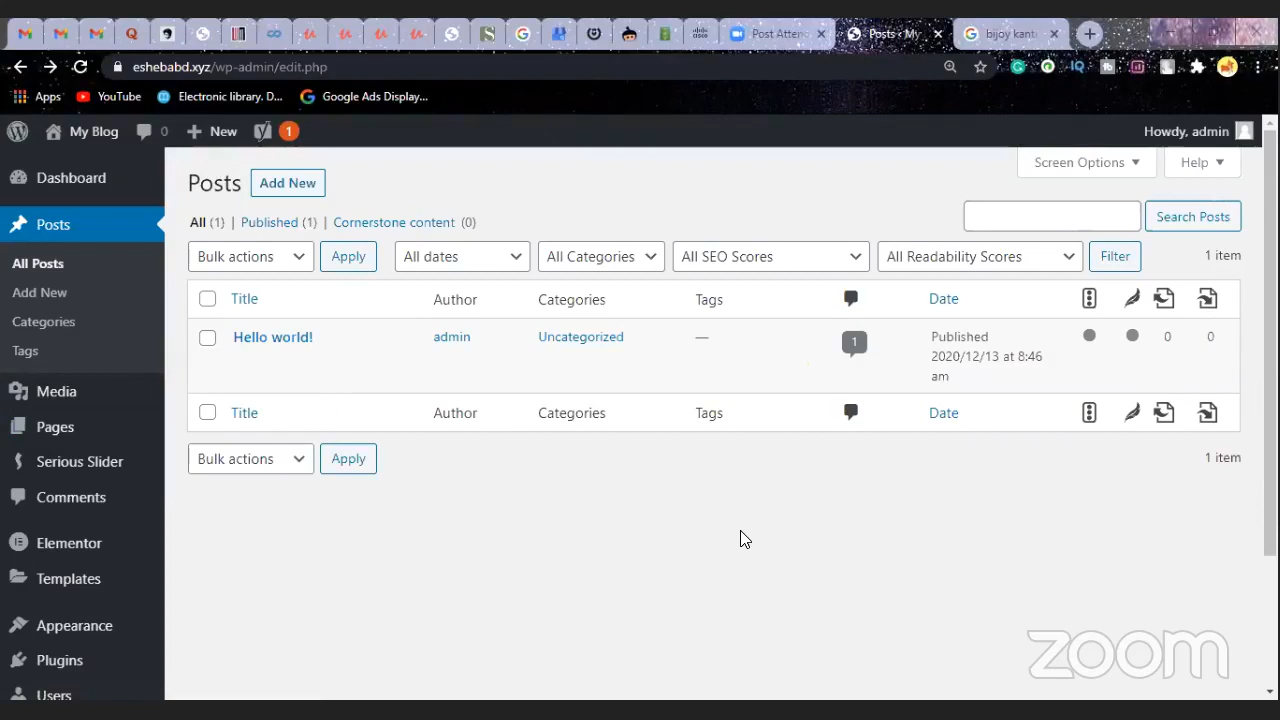 Post Atten
Posts ‹ My
bijoy kanti
eshebabd.xyz/wp-admin/edit.php
Apps
YouTube
Electronic library. D...
Google Ads Display...
My Blog
0
New
1
Howdy, admin
Dashboard
Posts
All Posts
Add New
Categories
Tags
Media
Pages
Serious Slider
Comments
Elementor
Templates
Appearance
Plugins
Users
Screen Options
Help
Posts
Add New
All (1) | Published (1) | Cornerstone content (0)
Search Posts
Bulk actions
Apply
All dates
All Categories
All SEO Scores
All Readability Scores
Filter
1 item
Title Author Categories Tags Date
Hello world! admin Uncategorized — 1 Published 0 0
2020/12/13 at 8:46
am
Title Author Categories Tags Date
Bulk actions
Apply
1 item
zoom